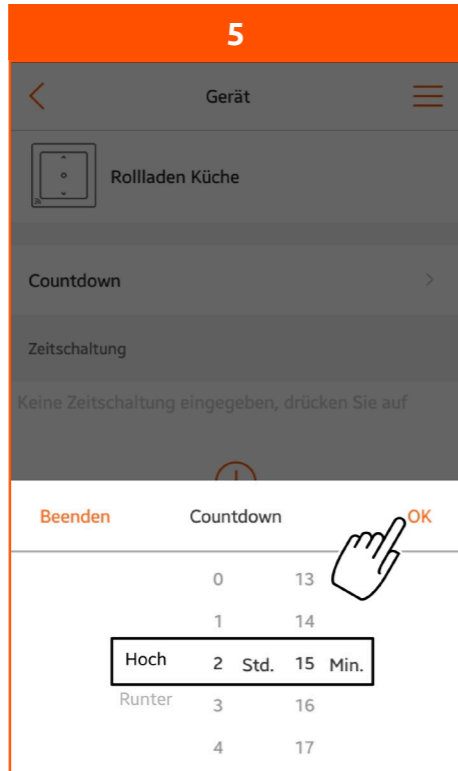 5
Gerät
Rollladen Küche
Countdown
Zeitschaltung
Keine Zeitschaltung eingegeben, drücken Sie auf
Beenden Countdown OK
0 13
1 14
Hoch 2 Std. 15 Min.
Runter 3 16
4 17